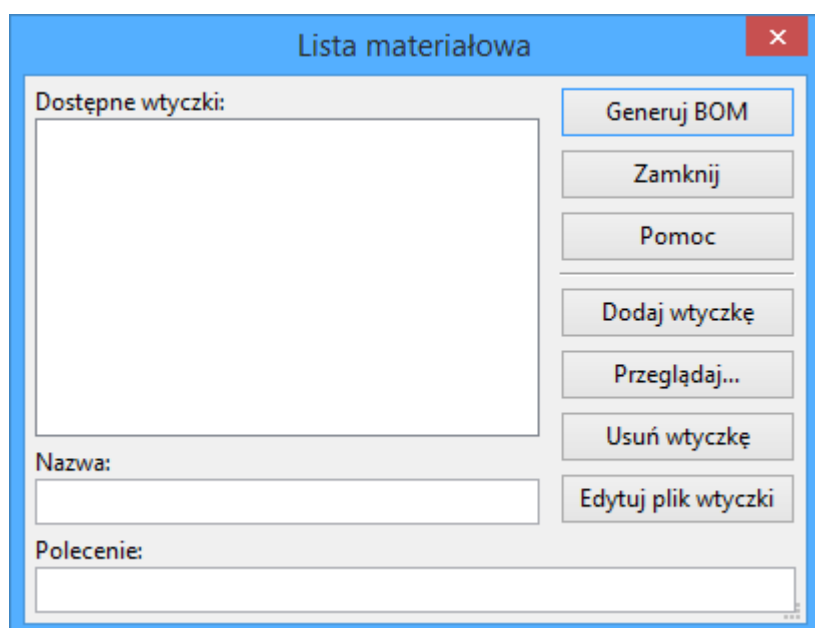 Lista materiałowa
Dostępne wtyczki:
Generuj BOM
Zamknij
Pomoc
Dodaj wtyczkę
Przeglądaj...
Usuń wtyczkę
Nazwa:
Edytuj plik wtyczki
Polecenie: